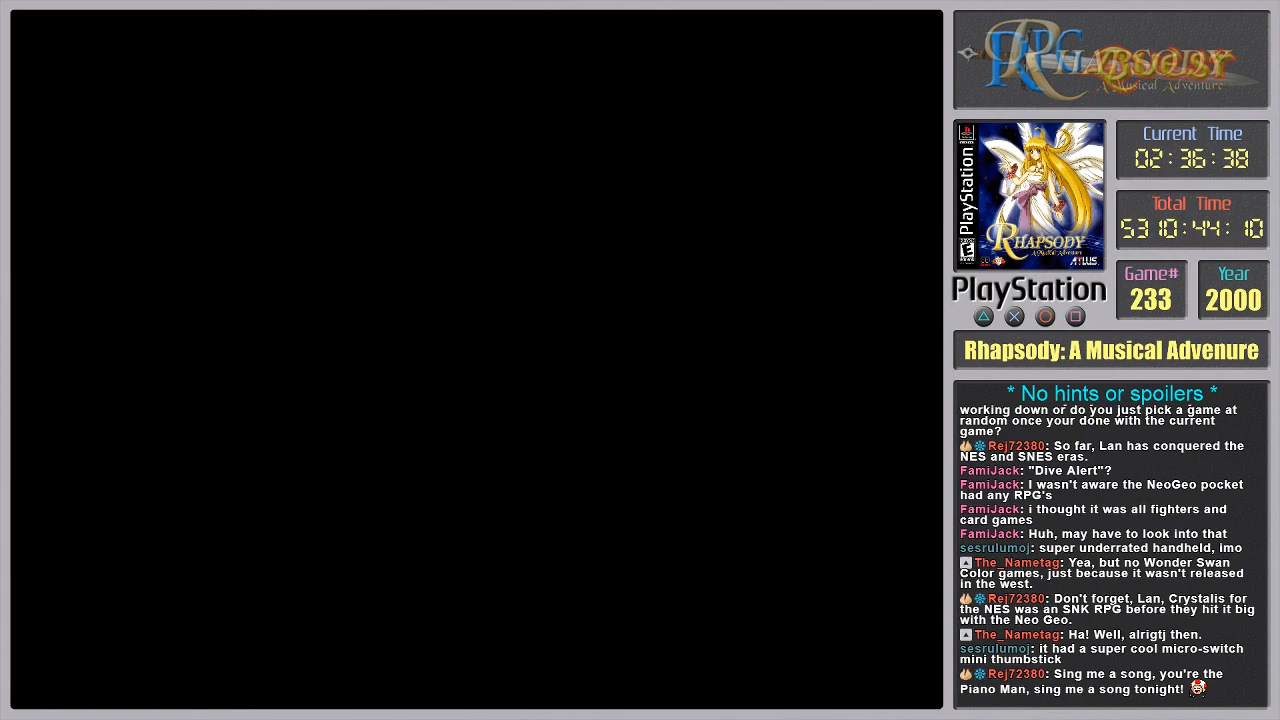 RHAPSODY
A Musical Adventure
PlayStation
RHAPSODY
A Musical Adventure
ATLUS
PlayStation
Current Time
02:36:38
Total Time
5310:44:10
Game#
233
Year
2000
Rhapsody: A Musical Advenure
* No hints or spoilers *
working down or do you just pick a game at
random once your done with the current
game?
Rej72380: So far, Lan has conquered the
NES and SNES eras.
FamiJack: "Dive Alert"?
FamiJack: I wasn't aware the NeoGeo pocket
had any RPG's
FamiJack: i thought it was all fighters and
card games
FamiJack: Huh, may have to look into that
sesrulumoj: super underrated handheld, imo
The_Nametag: Yea, but no Wonder Swan
Color games, just because it wasn't released
in the west.
Rej72380: Don't forget, Lan, Crystalis for
the NES was an SNK RPG before they hit it big
with the Neo Geo.
The_Nametag: Ha! Well, alrigtj then.
sesrulumoj: it had a super cool micro-switch
mini thumbstick
Rej72380: Sing me a song, you're the
Piano Man, sing me a song tonight!